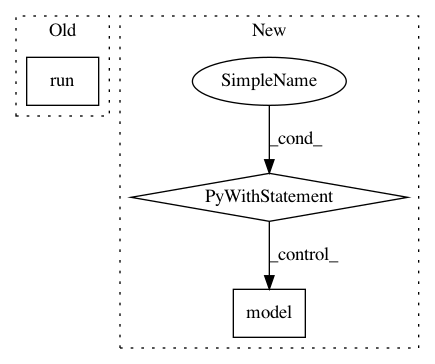 Old
New
run
SimpleName
_cond_
PyWithStatement
_control_
model